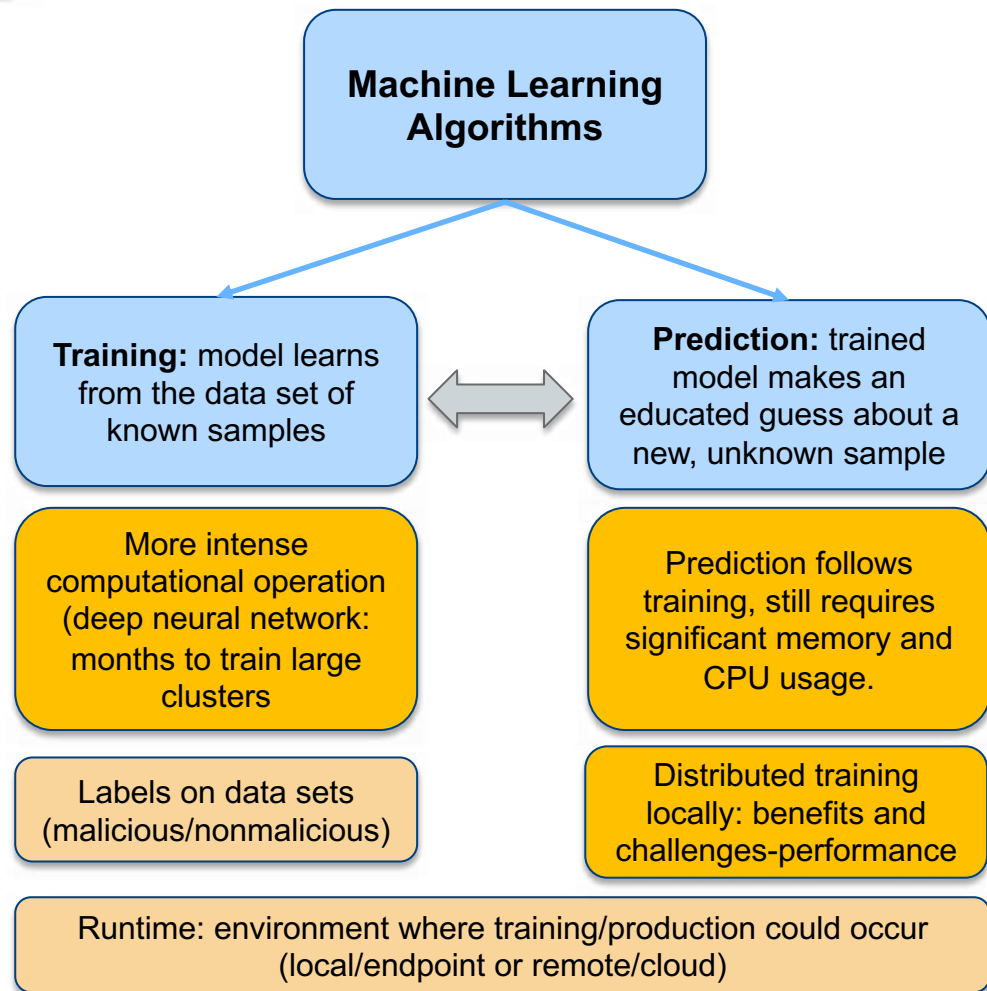 Machine Learning
Algorithms
Training: model learns
from the data set of
known samples
Prediction: trained
model makes an
educated guess about a
new, unknown sample
More intense
computational operation
(deep neural network:
months to train large
clusters
Prediction follows
training, still requires
significant memory and
CPU usage.
Labels on data sets
(malicious/nonmalicious)
Distributed training
locally: benefits and
challenges-performance
Runtime: environment where training/production could occur
(local/endpoint or remote/cloud)